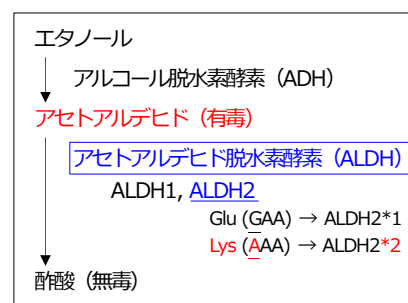 エタノール
アルコール脱水素酵素（ADH）
アセトアルデヒド（有毒）
アセトアルデヒド脱水素酵素（ALDH）
ALDH1, ALDH2
Glu (GAA) → ALDH2*1
Lys (AAA) → ALDH2*2
酢酸（無毒）